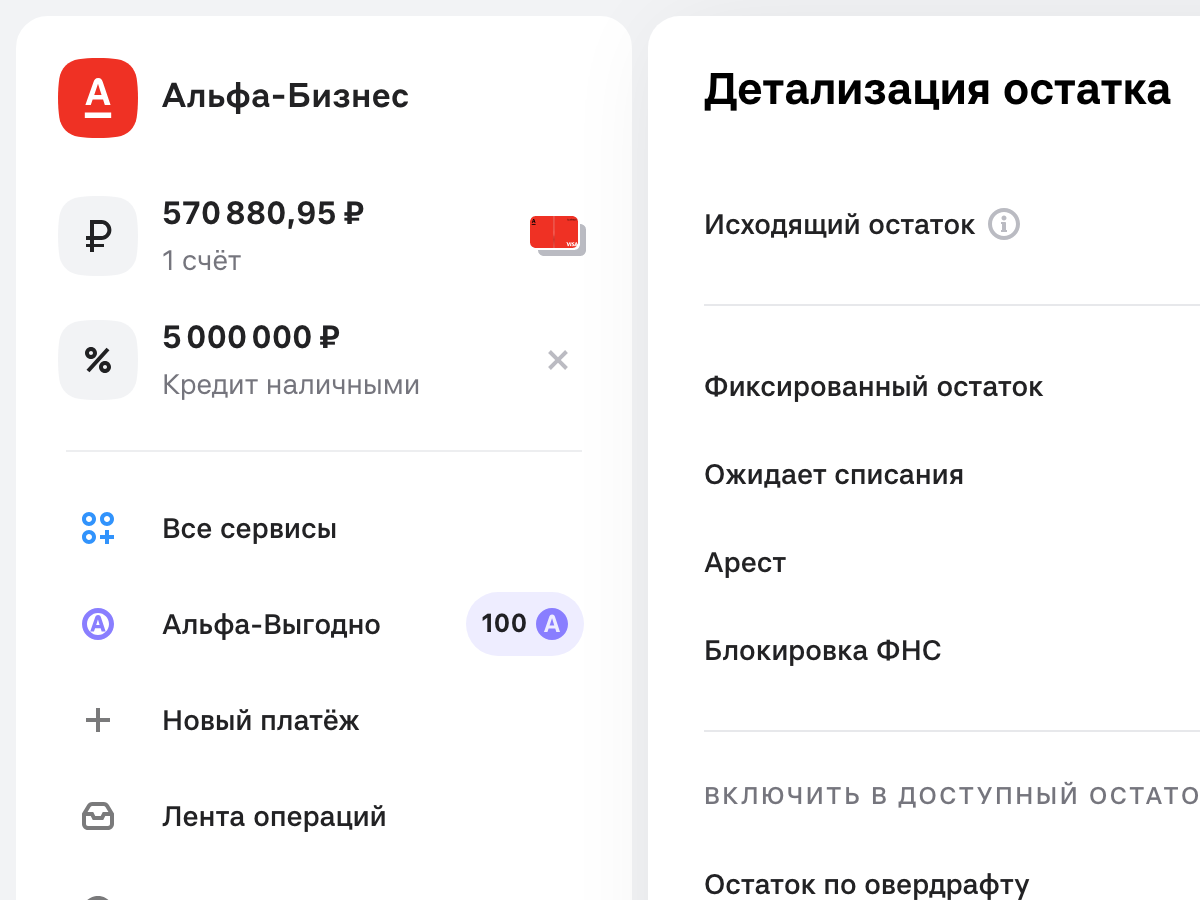 Альфа-Бизнес
570 880,95 ₽
1 счёт
5 000 000 ₽
Кредит наличными
Все сервисы
Альфа-Выгодно
100
Новый платёж
Лента операций
Детализация остатка
Исходящий остаток
Фиксированный остаток
Ожидает списания
Арест
Блокировка ФНС
ВКЛЮЧИТЬ В ДОСТУПНЫЙ ОСТАТО
Остаток по овердрафту